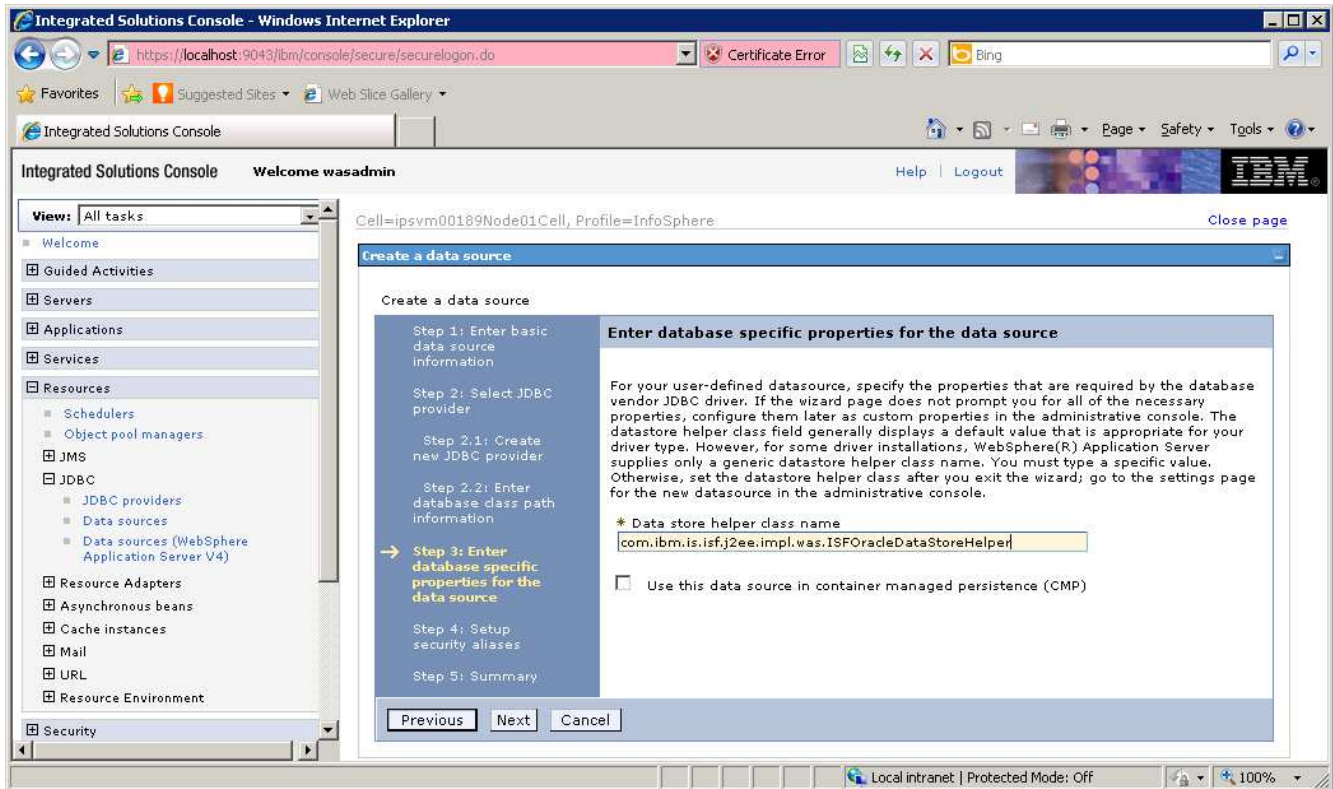 Integrated Solutions Console - Windows Internet Explorer
https://localhost:9043/ibm/console/secure/securelogon.do
Certificate Error
Bing
Favorites
Suggested Sites
Web Slice Gallery
Integrated Solutions Console
Page
Safety
Tools
Integrated Solutions Console Welcome wasadmin
Help | Logout
IBM
View: All tasks
Welcome
Guided Activities
Servers
Applications
Services
Resources
Schedulers
Object pool managers
JMS
JDBC
JDBC providers
Data sources
Data sources (WebSphere
Application Server V4)
Resource Adapters
Asynchronous beans
Cache instances
Mail
URL
Resource Environment
Security
Cell=ipsvm00189Node01Cell, Profile=InfoSphere
Close page
Create a data source
Create a data source
Step 1: Enter basic
data source
information
Step 2: Select JDBC
provider
Step 2.1: Create
new JDBC provider
Step 2.2: Enter
database class path
information
Step 3: Enter
database specific
properties for the
data source
Step 4: Setup
security aliases
Step 5: Summary
Enter database specific properties for the data source
For your user-defined datasource, specify the properties that are required by the database
vendor JDBC driver. If the wizard page does not prompt you for all of the necessary
properties, configure them later as custom properties in the administrative console. The
datastore helper class field generally displays a default value that is appropriate for your
driver type. However, for some driver installations, WebSphere(R) Application Server
supplies only a generic datastore helper class name. You must type a specific value.
Otherwise, set the datastore helper class after you exit the wizard; go to the settings page
for the new datasource in the administrative console.
* Data store helper class name
com.ibm.is.isf.j2ee.impl.was.ISFOracleDataStoreHelper
Use this data source in container managed persistence (CMP)
Previous Next Cancel
Local intranet | Protected Mode: Off
100%